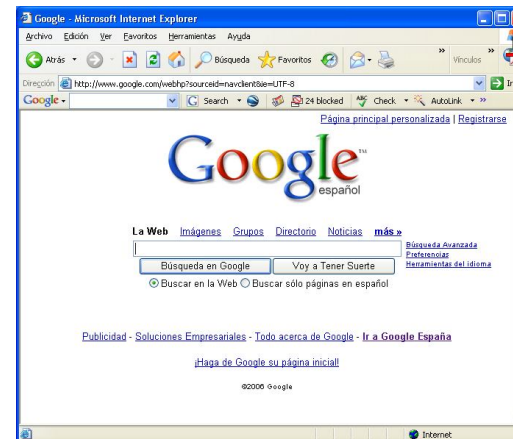 Google - Microsoft Internet Explorer
Archivo Edición Ver Favoritos Herramientas Ayuda
Atrás Búsqueda Favoritos » Vínculos »
Dirección http://www.google.com/webhp?sourceid=navclient&ie=UTF-8 Ir
Google Search 24 blocked Check AutoLink »
Página principal personalizada | Registrarse
Google™
español
La Web Imágenes Grupos Directorio Noticias más »
Búsqueda Avanzada
Preferencias
Herramientas del idioma
Búsqueda en Google Voy a Tener Suerte
Buscar en la Web Buscar sólo páginas en español
Publicidad - Soluciones Empresariales - Todo acerca de Google - Ir a Google España
¡Haga de Google su página inicial!
©2006 Google
Internet